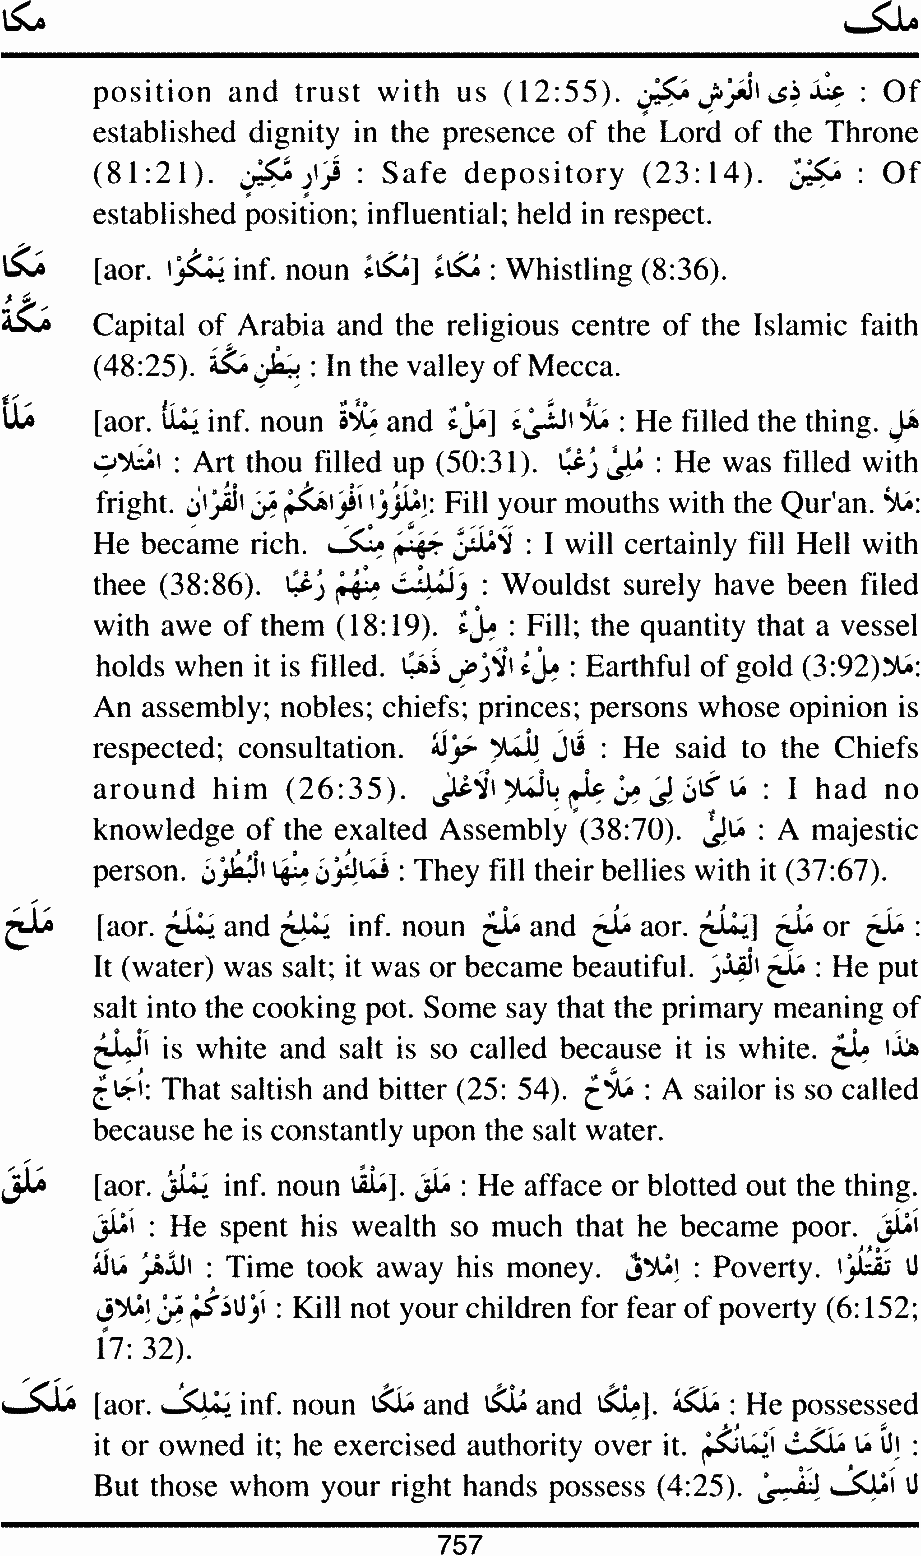 مکا ملک
position and trust with us (12:55). عِنْدَ ذِی الْعَرْشِ مَكِيْنٍ : Of
established dignity in the presence of the Lord of the Throne
(81:21). قَرَارٍ مَّكِيْنٍ : Safe depository (23:14). مَكِيْنٌ : Of
established position; influential; held in respect.
مَكَا [aor. يَمْكُوْا inf. noun مُكَاءً] مُكَاءً : Whistling (8:36).
مَكَّةُ Capital of Arabia and the religious centre of the Islamic faith
(48:25). بِبَطْنِ مَكَّةَ : In the valley of Mecca.
مَلَأَ [aor. يَمْلَأُ inf. noun مِلْأَةٌ and مَلْءٌ] مَلَأَ الشَّیْءَ : He filled the thing. هَلِ
امْتَلَاتِ : Art thou filled up (50:31). مُلِئَ رُعْبًا : He was filled with
fright. اِمْلَؤُوْا اَفْوَاهَكُمْ مِّنَ الْقُرْاٰنِ: Fill your mouths with the Qur'an. مَلَأَ:
He became rich. لَاَمْلَئَنَّ جَهَنَّمَ مِنْكَ : I will certainly fill Hell with
thee (38:86). وَلَمُلِئْتَ مِنْهُمْ رُعْبًا : Wouldst surely have been filed
with awe of them (18:19). مِلْءٌ : Fill; the quantity that a vessel
holds when it is filled. مِلْءُ الْاَرْضِ ذَهَبًا : Earthful of gold (3:92) مَلَا:
An assembly; nobles; chiefs; princes; persons whose opinion is
respected; consultation. قَالَ لِلْمَلَاِ حَوْلَهٗ : He said to the Chiefs
around him (26:35). مَا كَانَ لِیَ مِنْ عِلْمٍ بِالْمَلَاِ الْاَعْلٰی : I had no
knowledge of the exalted Assembly (38:70). مَالِئٌ : A majestic
person. فَمَالِئُوْنَ مِنْهَا الْبُطُوْنَ : They fill their bellies with it (37:67).
مَلَحَ [aor. يَمْلَحُ and يَمْلِحُ inf. noun مَلْحٌ and مَلُحَ aor. يَمْلُحُ] مَلُحَ or مَلَحَ :
It (water) was salt; it was or became beautiful. مَلَحَ الْقِدْرَ : He put
salt into the cooking pot. Some say that the primary meaning of
اَلْمِلْحُ is white and salt is so called because it is white. هٰذَا مِلْحٌ
اُجَاجٌ: That saltish and bitter (25: 54). مَلَّاحٌ : A sailor is so called
because he is constantly upon the salt water.
مَلَقَ [aor. يَمْلُقُ inf. noun مَلْقًا]. مَلَقَ : He afface or blotted out the thing.
اَمْلَقَ : He spent his wealth so much that he became poor. اَمْلَقَ
الدَّهْرُ مَالَهٗ : Time took away his money. اِمْلَاقٌ : Poverty. لَا تَقْتُلُوْا
اَوْلَادَكُمْ مِّنْ اِمْلَاقٍ : Kill not your children for fear of poverty (6:152;
17: 32).
مَلَكَ [aor. يَمْلِكُ inf. noun مَلْكًا and مُلْكًا and مِلْكًا]. مَلَكَهٗ : He possessed
it or owned it; he exercised authority over it. اِلَّا مَا مَلَكَتْ اَيْمَانُكُمْ :
But those whom your right hands possess (4:25). لَا اَمْلِكُ لِنَفْسِیْ
757